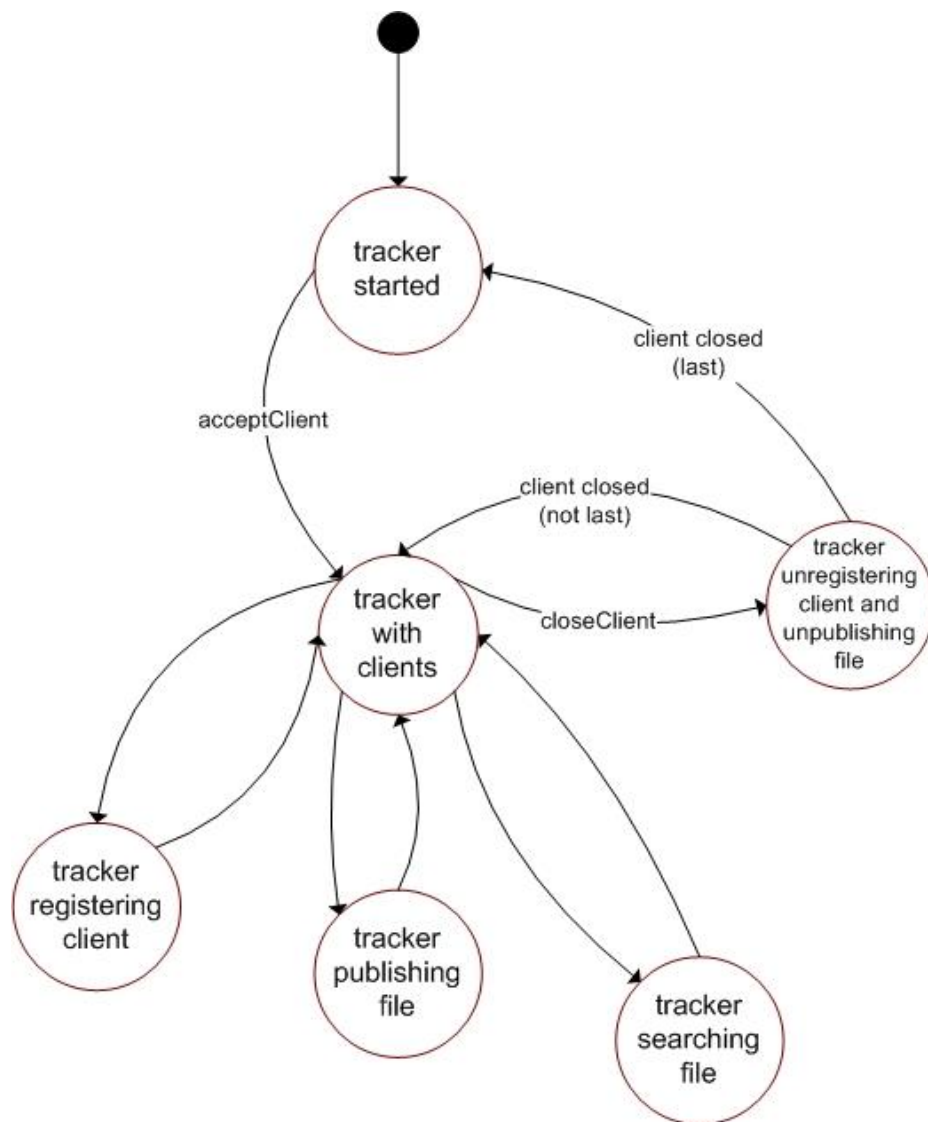 tracker
started
client closed
(last)
acceptClient
client closed
(not last)
tracker
unregistering
client and
unpublishing
file
tracker
with
clients
closeClient
tracker
registering
client
tracker
publishing
file
tracker
searching
file